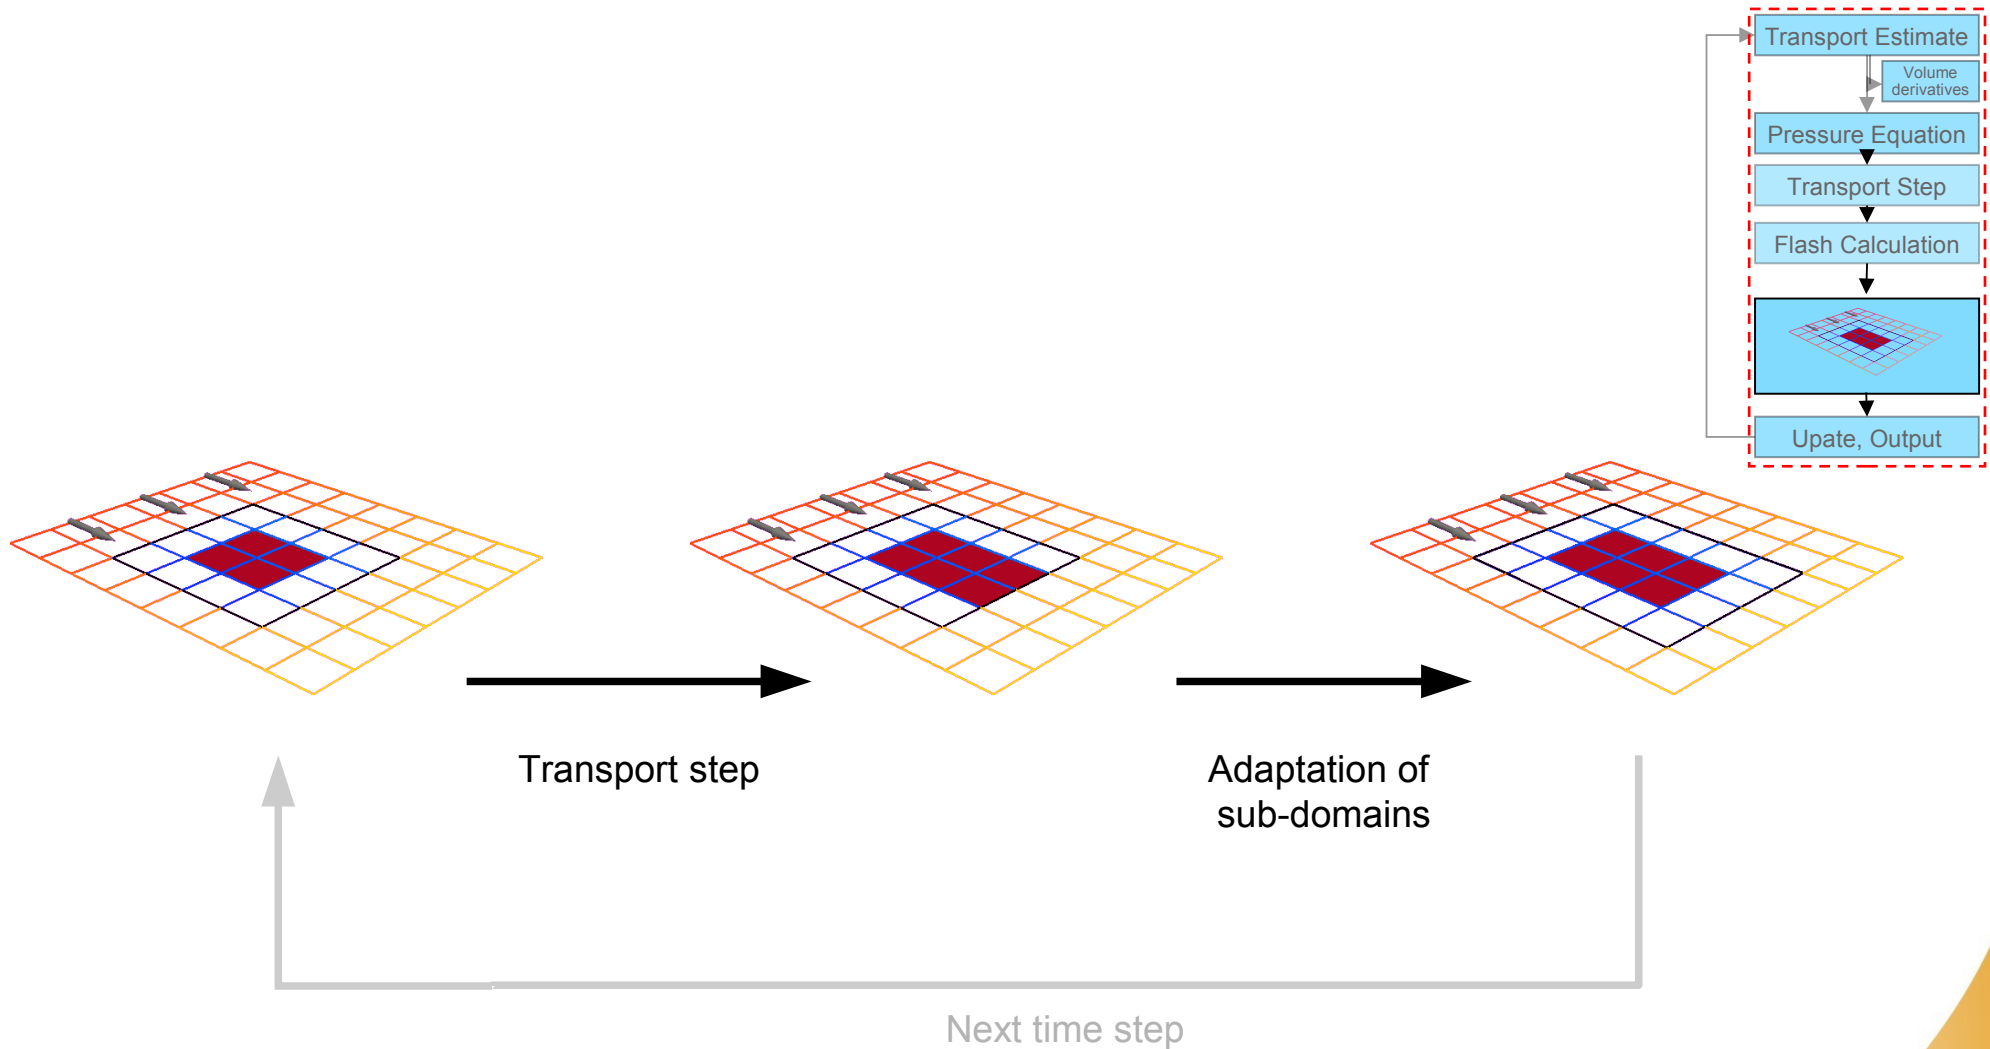 Transport Estimate
Volume
derivatives
Pressure Equation
Transport Step
Flash Calculation
Upate, Output
Transport step
Adaptation of
sub-domains
Next time step